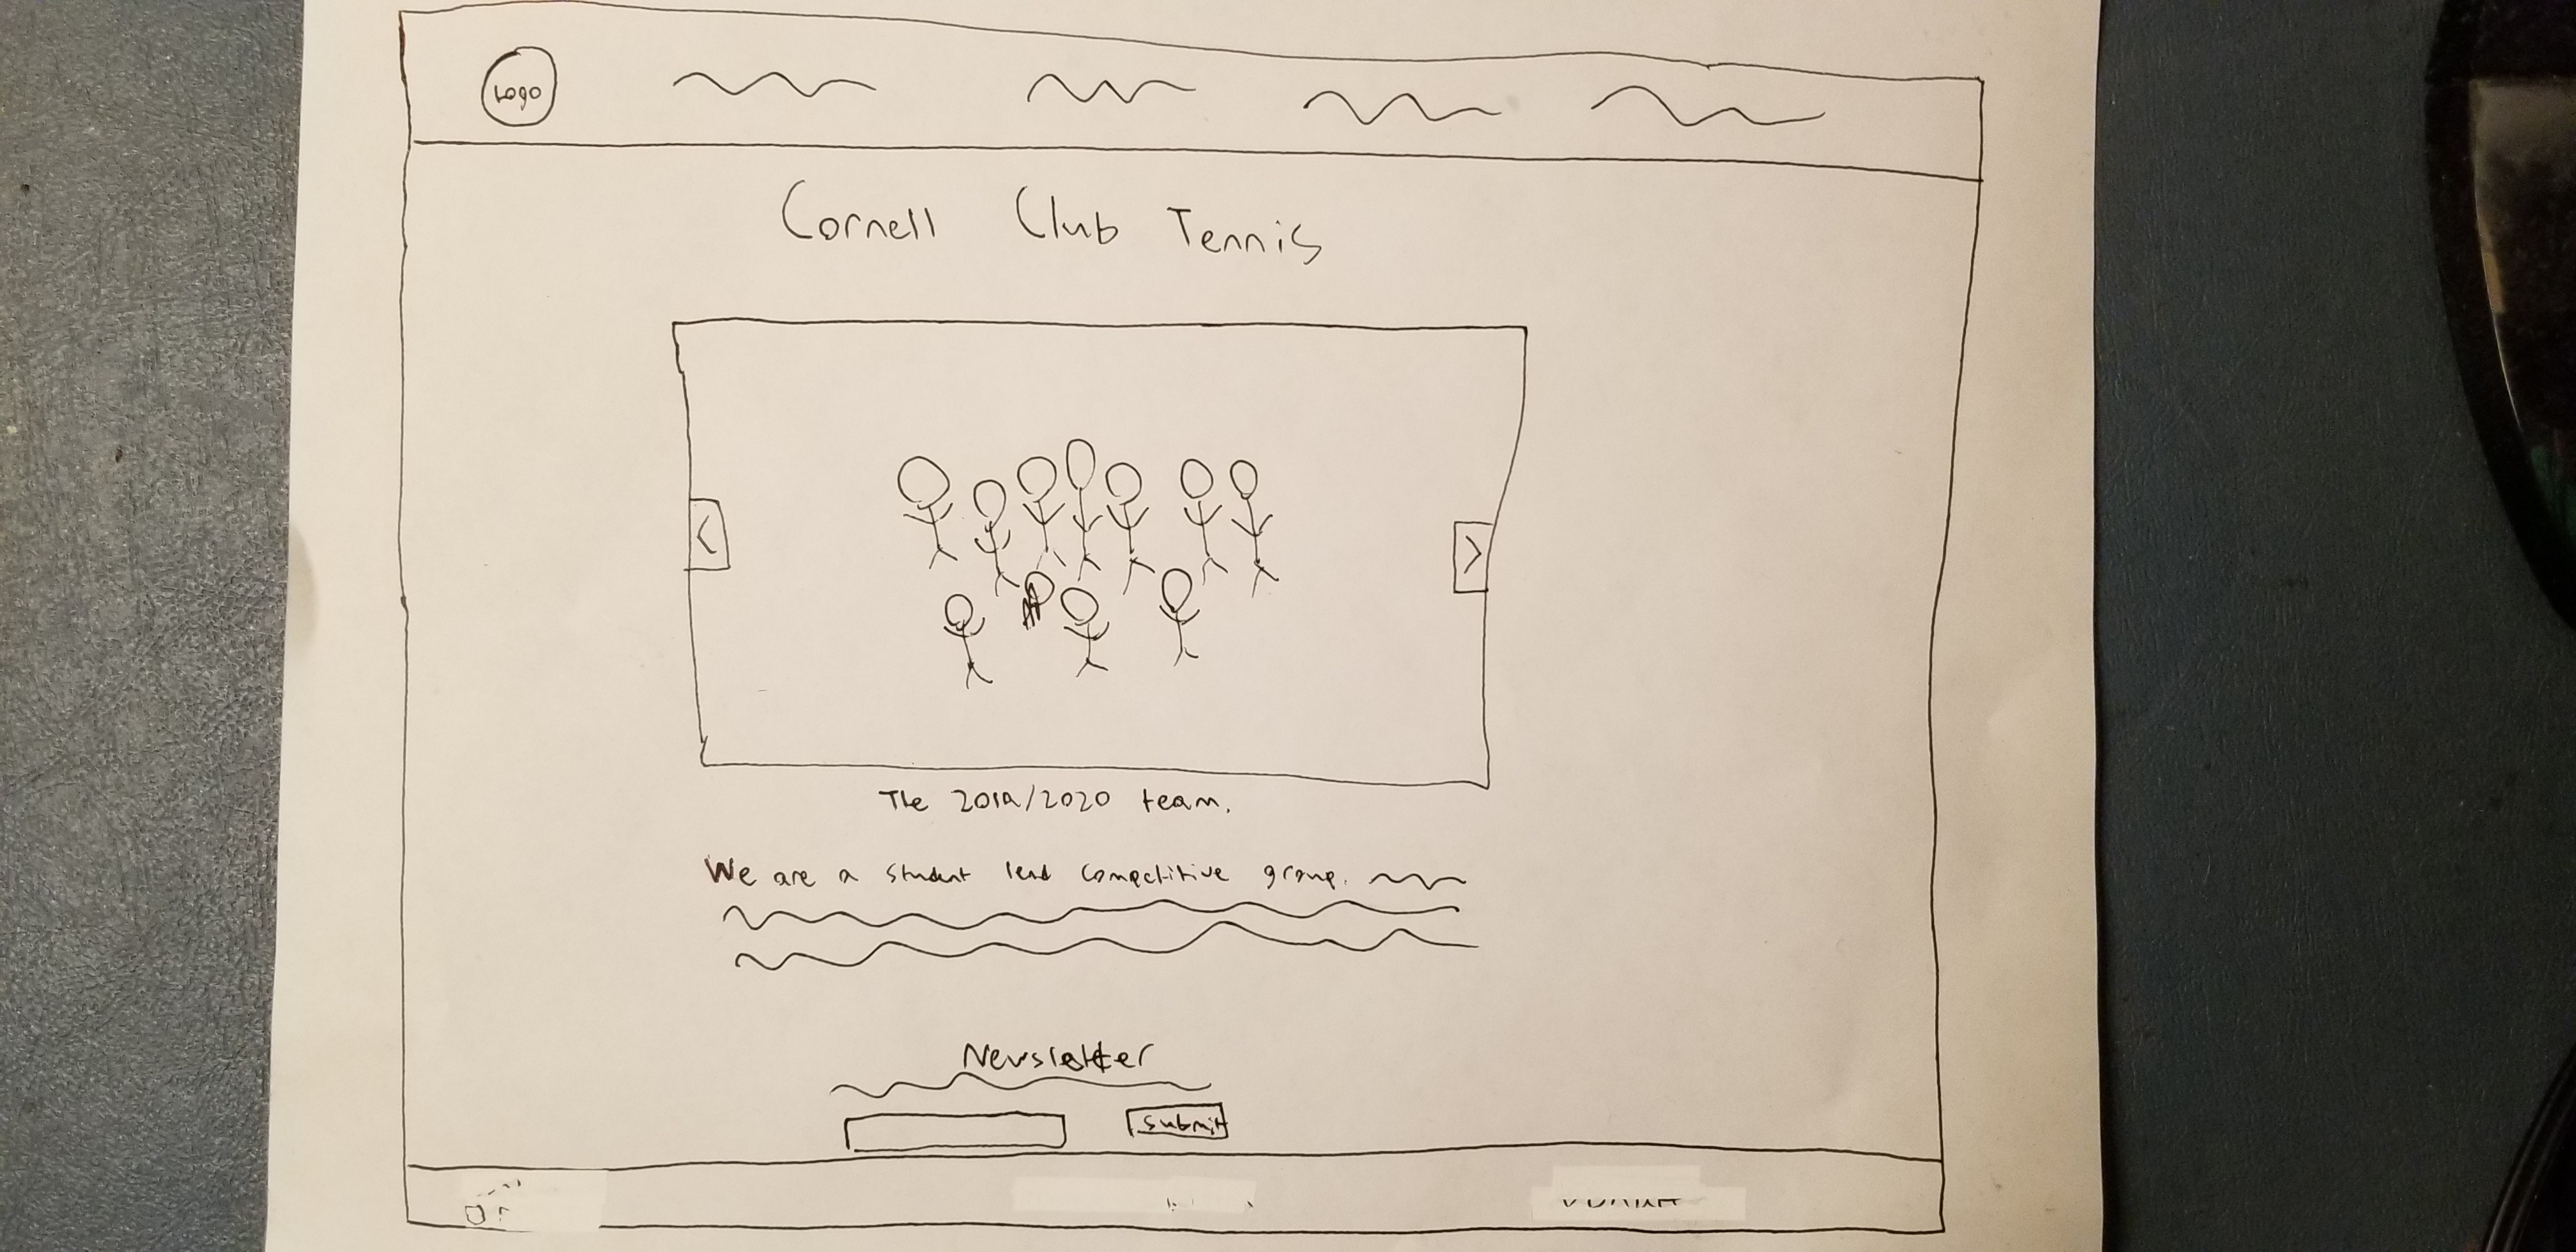 Logo
Cornell Club Tennis
The 2019/2020 team.
We are a student lead competitive group.
Newsletter
submit